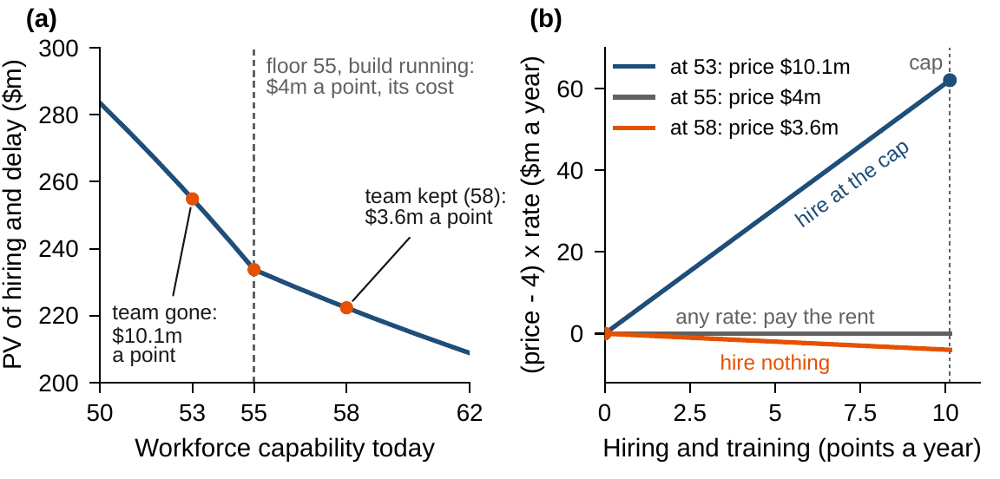 (a)
300
280
260
240
220
200
50
53
55
58
62
PV of hiring and delay ($m)
Workforce capability today
floor 55, build running:
$4m a point, its cost
team kept (58):
$3.6m a point
team gone:
$10.1m
a point
(b)
60
40
20
0
0
2.5
5
7.5
10
(price - 4) x rate ($m a year)
Hiring and training (points a year)
at 53: price $10.1m
at 55: price $4m
at 58: price $3.6m
cap
hire at the cap
any rate: pay the rent
hire nothing